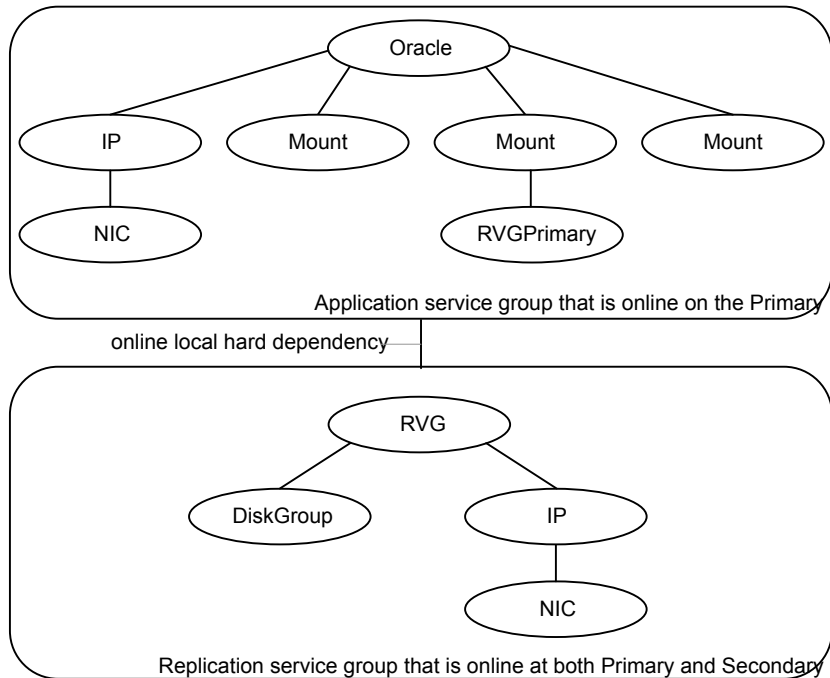 Oracle
IP
Mount
Mount
Mount
NIC
RVGPrimary
Application service group that is online on the Primary
online local hard dependency
RVG
DiskGroup
IP
NIC
Replication service group that is online at both Primary and Secondary